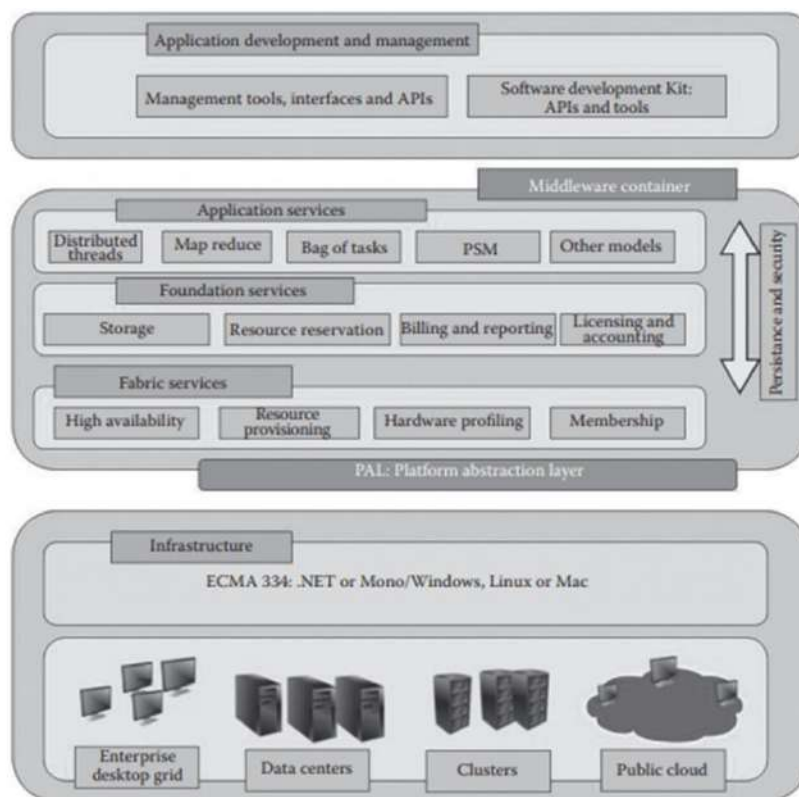 Application development and management
Management tools, interfaces and APIs
Software development Kit:
APIs and tools
Middleware container
Application services
Distributed
threads
Map reduce
Bag of tasks
PSM
Other models
Foundation services
Storage
Resource reservation
Billing and reporting
Licensing and
accounting
Persistance and security
Fabric services
High availability
Resource
provisioning
Hardware profiling
Membership
PAL: Platform abstraction layer
Infrastructure
ECMA 334: .NET or Mono/Windows, Linux or Mac
Enterprise
desktop grid
Data centers
Clusters
Public cloud